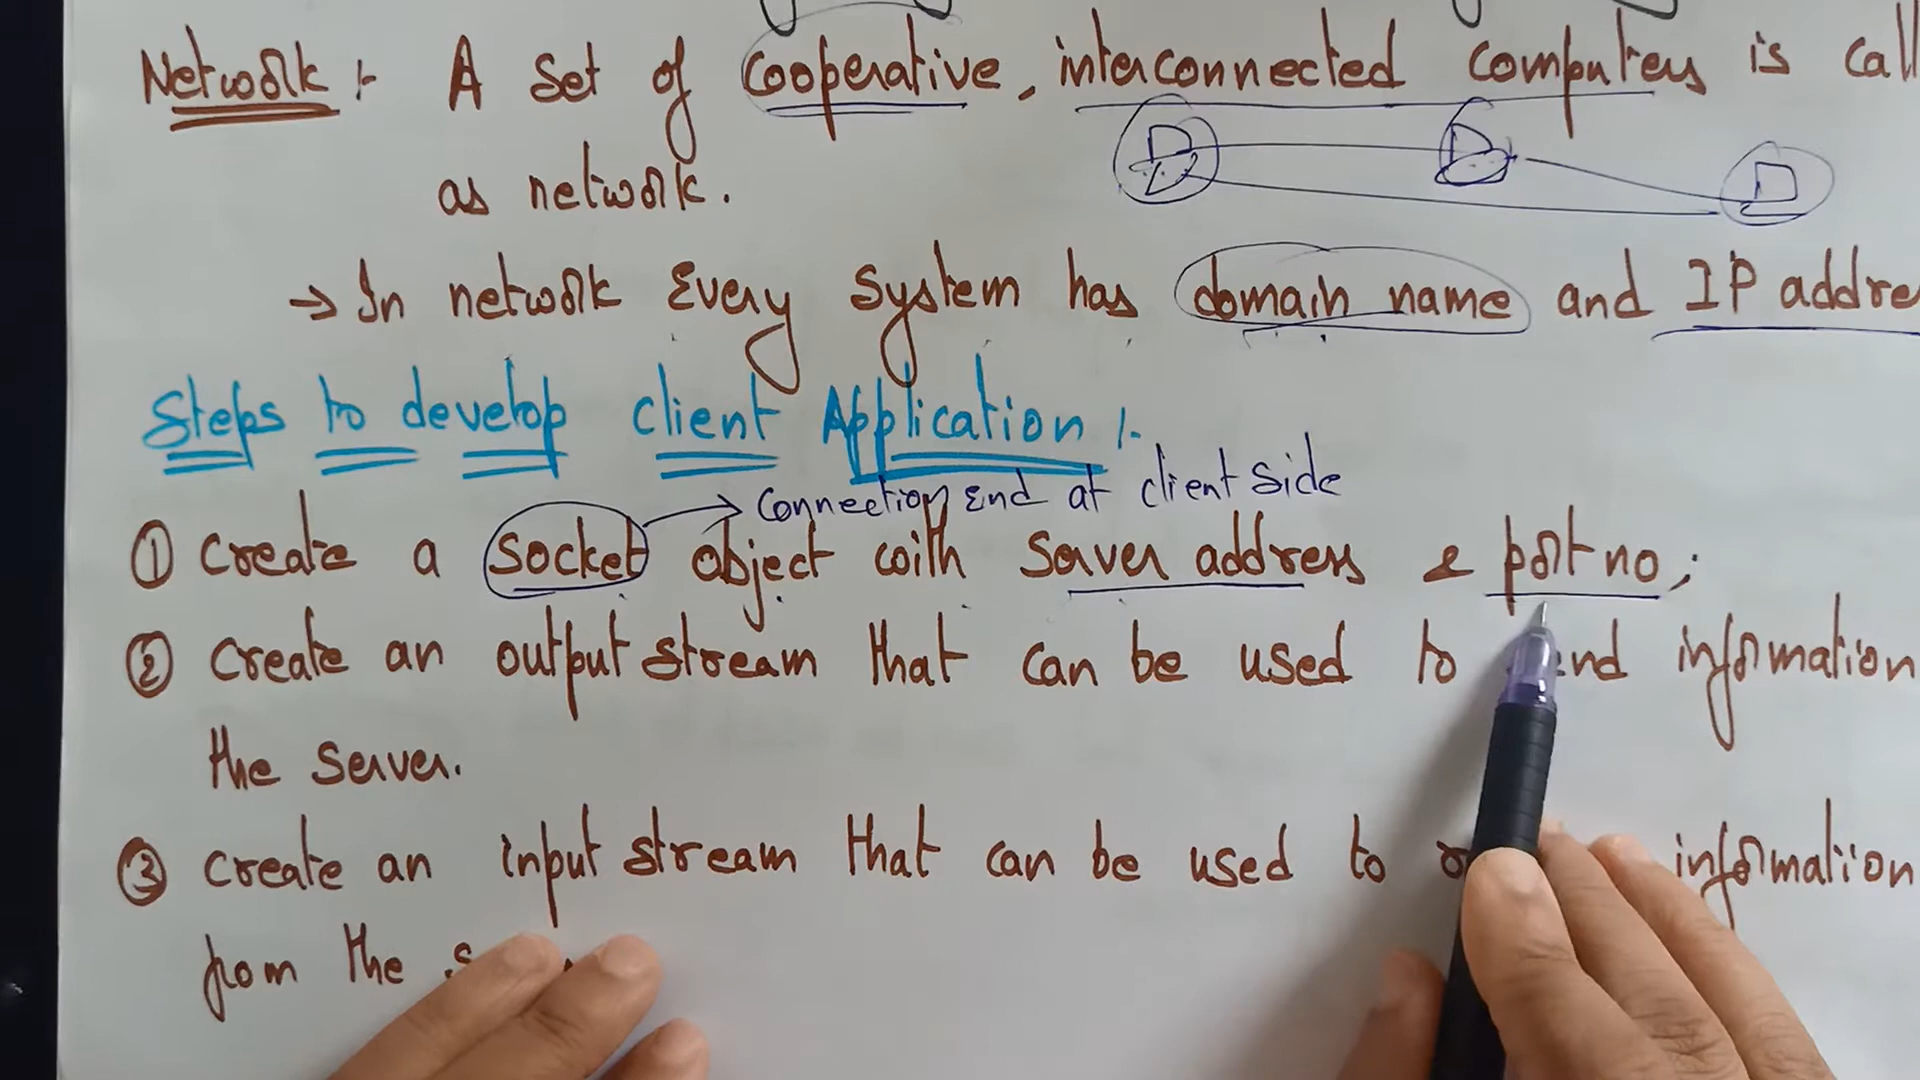 Network :- A set of cooperative, interconnected computers is call
as network.
→ In network Every system has domain name and IP addre
Steps to develop client Application :-
→ Connection End at client side
① Create a Socket object with Server address & port no;
② Create an output stream that can be used to information
the Server.
③ Create an input stream that can be used to information
from the